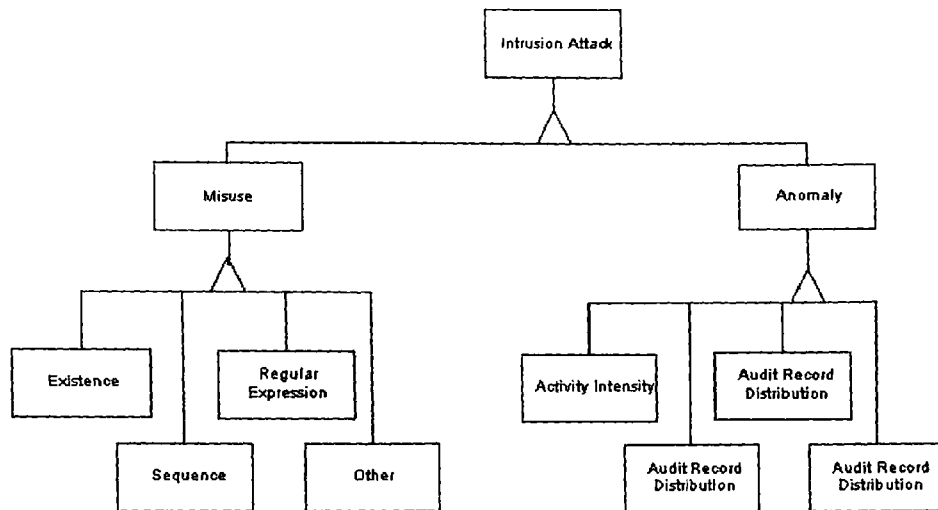 Intrusion Attack
Misuse
Anomaly
Existence
Regular
Expression
Activity Intensity
Audit Record
Distribution
Sequence
Other
Audit Record
Distribution
Audit Record
Distribution